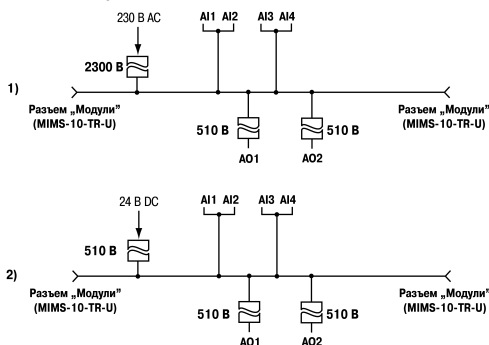 230 В AC
AI1 AI2 AI3 AI4
2300 В
1)
Разъем „Модули”
(MIMS-10-TR-U)
Разъем „Модули”
(MIMS-10-TR-U)
510 В
510 В
AO1
AO2
24 В DC
AI1 AI2 AI3 AI4
510 В
2)
Разъем „Модули”
(MIMS-10-TR-U)
Разъем „Модули”
(MIMS-10-TR-U)
510 В
510 В
AO1
AO2